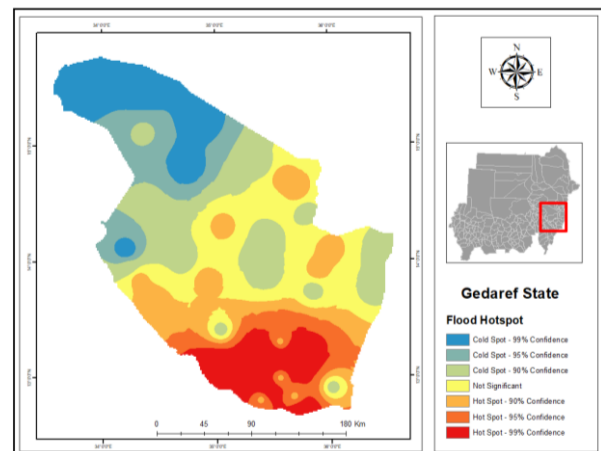 N
W E
S
Gedaref State
Flood Hotspot
Cold Spot - 99% Confidence
Cold Spot - 95% Confidence
Cold Spot - 90% Confidence
Not Significant
Hot Spot - 90% Confidence
Hot Spot - 95% Confidence
Hot Spot - 99% Confidence
0 45 90 180 Km